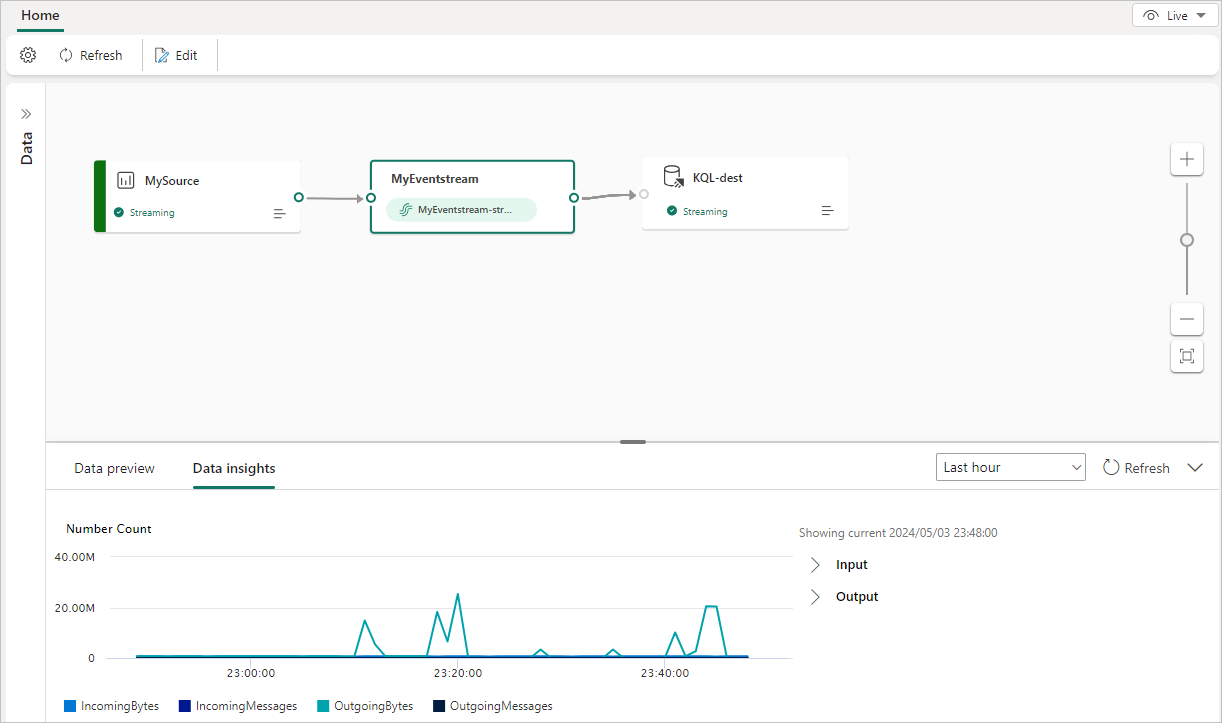 Home
Live
Refresh
Edit
Data
MySource
Streaming
MyEventstream
MyEventstream-str...
KQL-dest
Streaming
Data preview
Data insights
Last hour
Refresh
Number Count
Showing current 2024/05/03 23:48:00
Input
Output
40.00M
20.00M
0
23:00:00 23:20:00 23:40:00
IncomingBytes IncomingMessages OutgoingBytes OutgoingMessages